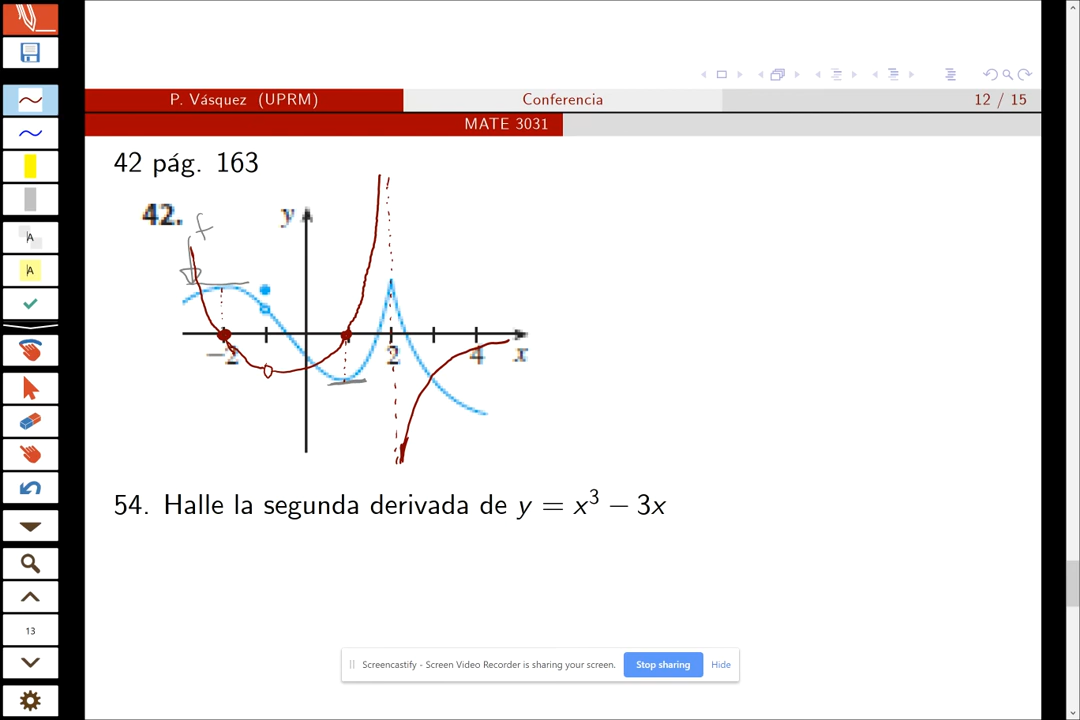 P. Vásquez (UPRM) Conferencia 12 / 15
MATE 3031
42 pág. 163
42.
f
y
-2 2 4 x
54. Halle la segunda derivada de y = x³ − 3x
A
A
13
Screencastify - Screen Video Recorder is sharing your screen. Stop sharing Hide